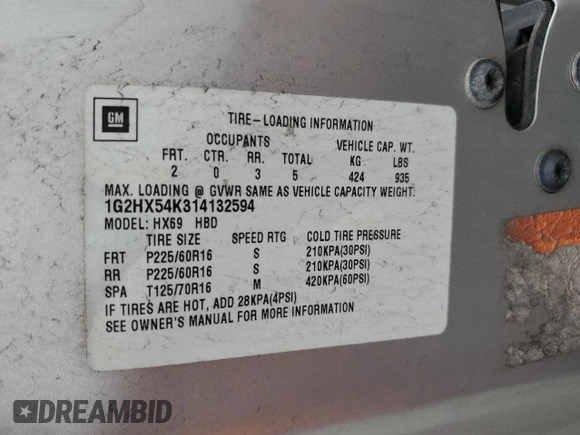 GM
TIRE-LOADING INFORMATION
OCCUPANTS VEHICLE CAP. WT.
FRT. CTR. RR. TOTAL KG LBS
2 0 3 5 424 935
MAX. LOADING @ GVWR SAME AS VEHICLE CAPACITY WEIGHT.
1G2HX54K314132594
MODEL: HX69 HBD
TIRE SIZE SPEED RTG COLD TIRE PRESSURE
FRT P225/60R16 S 210KPA(30PSI)
RR P225/60R16 S 210KPA(30PSI)
SPA T125/70R16 M 420KPA(60PSI)
IF TIRES ARE HOT, ADD 28KPA(4PSI)
SEE OWNER'S MANUAL FOR MORE INFORMATION
DREAMBID